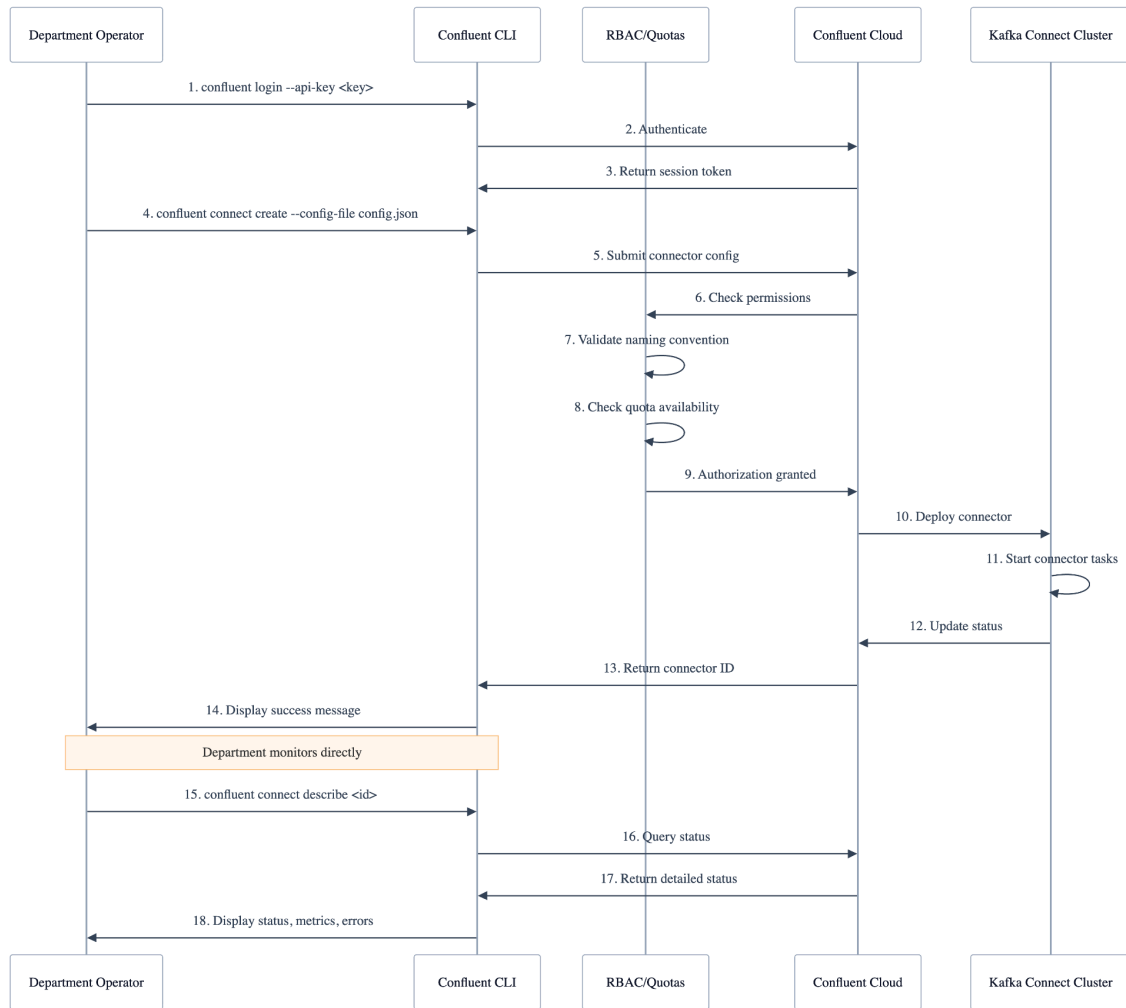 Department Operator
Confluent CLI
RBAC/Quotas
Confluent Cloud
Kafka Connect Cluster
1. confluent login --api-key <key>
2. Authenticate
3. Return session token
4. confluent connect create --config-file config.json
5. Submit connector config
6. Check permissions
7. Validate naming convention
8. Check quota availability
9. Authorization granted
10. Deploy connector
11. Start connector tasks
12. Update status
13. Return connector ID
14. Display success message
Department monitors directly
15. confluent connect describe <id>
16. Query status
17. Return detailed status
18. Display status, metrics, errors
Department Operator
Confluent CLI
RBAC/Quotas
Confluent Cloud
Kafka Connect Cluster